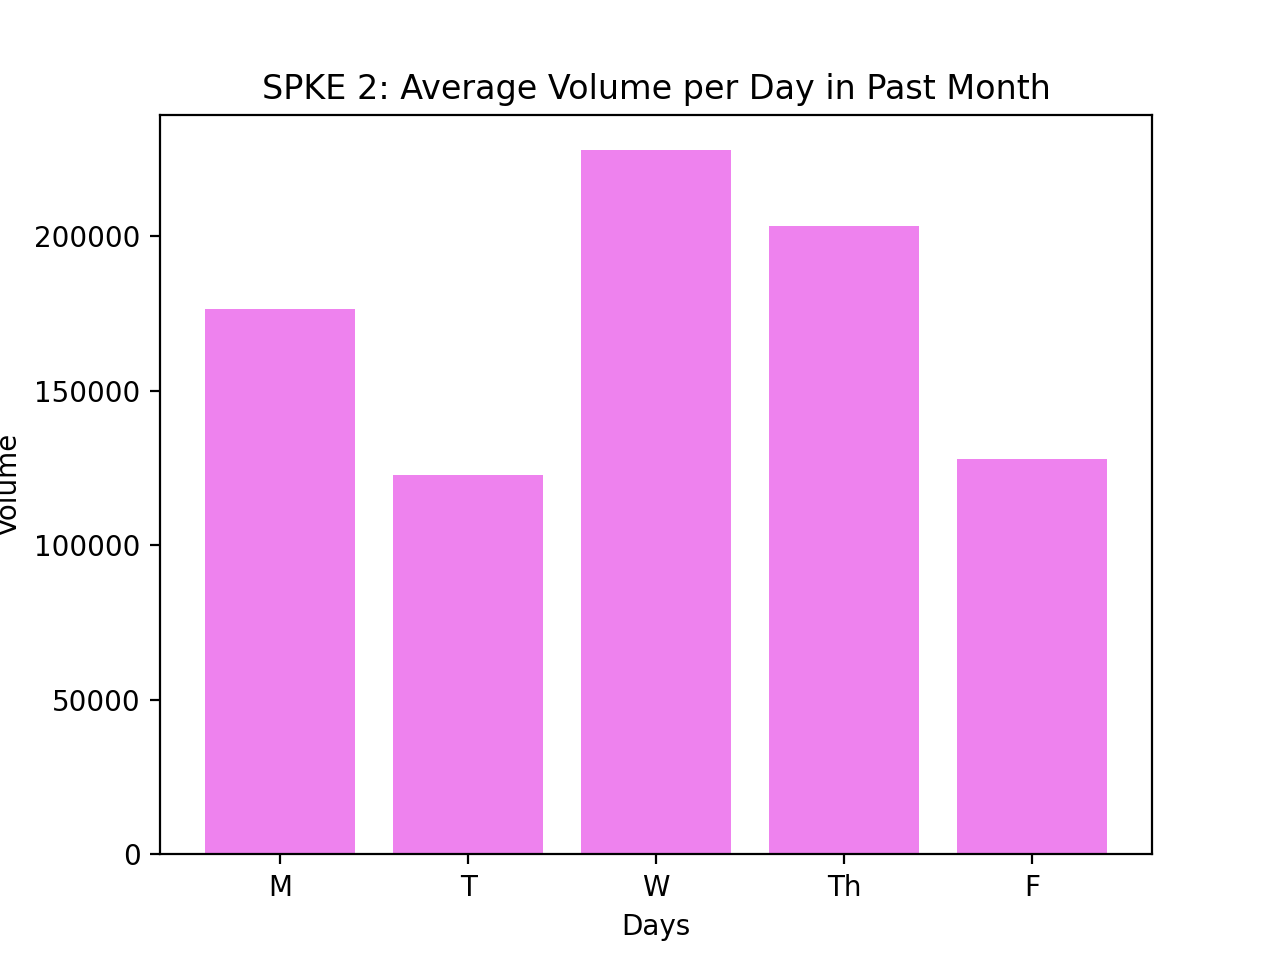 SPKE 2: Average Volume per Day in Past Month
200000
150000
100000
50000
0
Volume
M T W Th F
Days